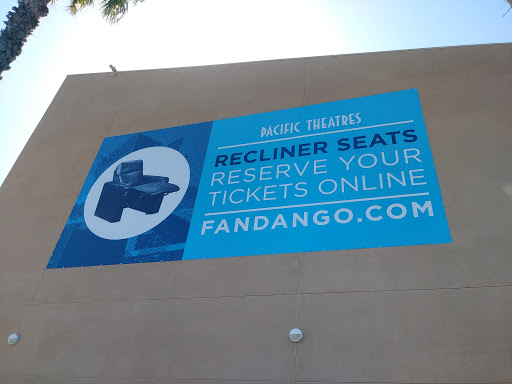 PACIFIC THEATRES
RECLINER SEATS
RESERVE YOUR
TICKETS ONLINE
FANDANGO.COM